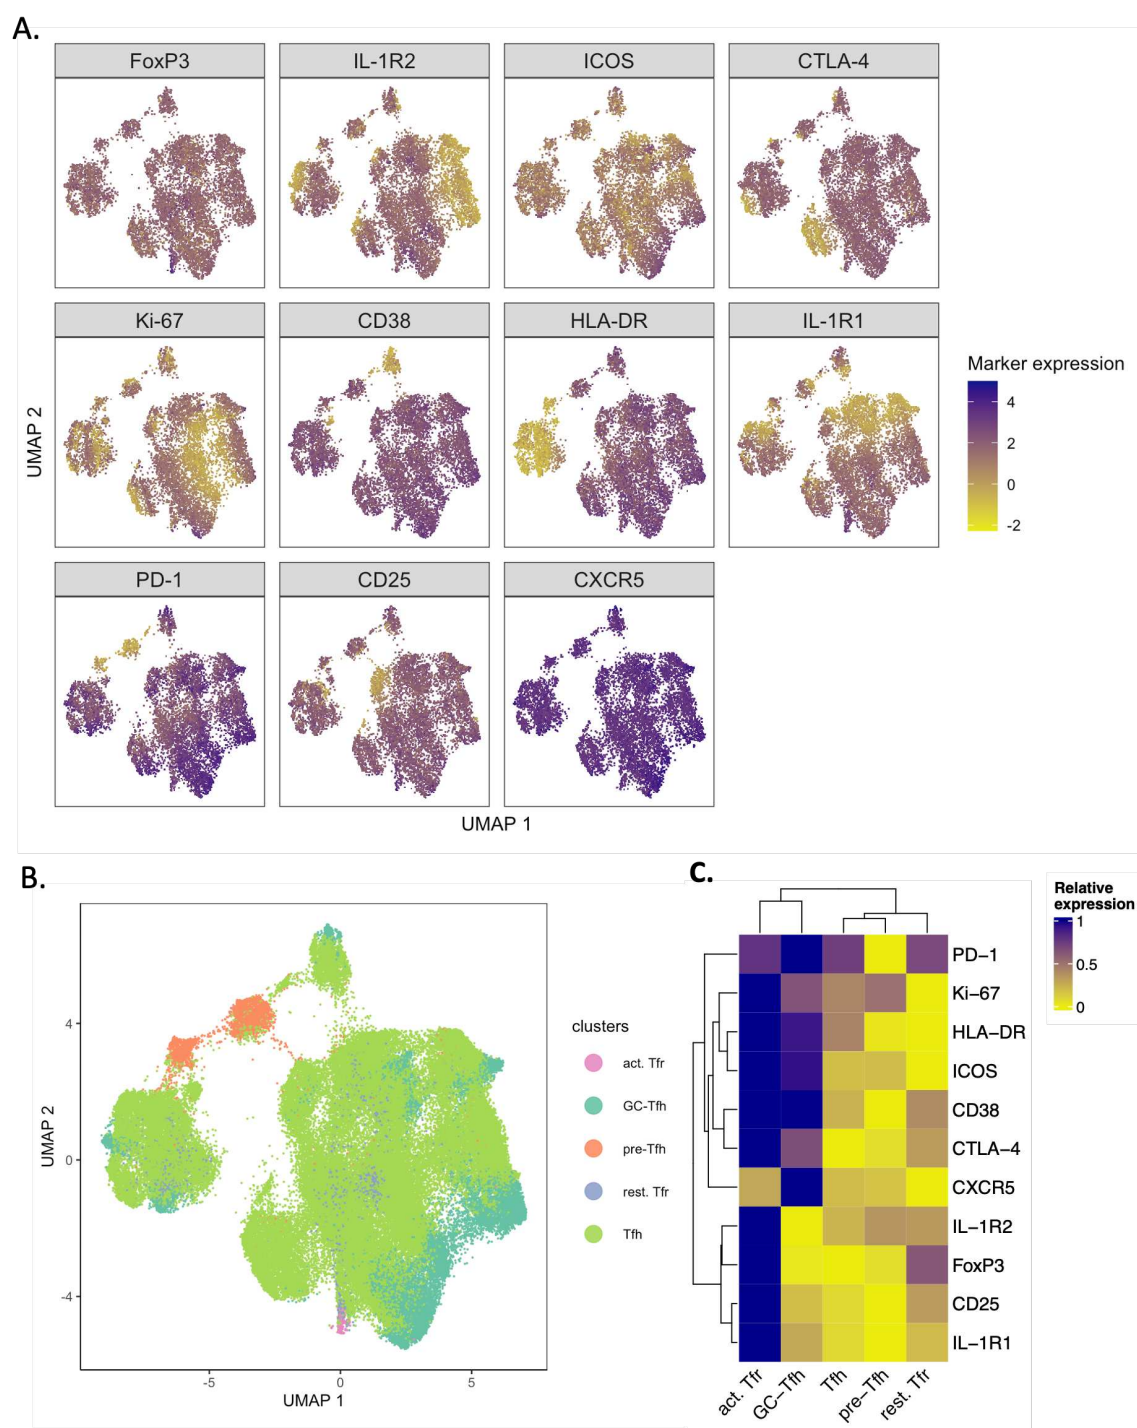 A.
FoxP3
IL-1R2
ICOS
CTLA-4
Ki-67
CD38
HLA-DR
IL-1R1
PD-1
CD25
CXCR5
UMAP 2
UMAP 1
Marker expression
4
2
0
-2
B.
4
0
-4
-5
0
5
UMAP 1
UMAP 2
clusters
act. Tfr
GC-Tfh
pre-Tfh
rest. Tfr
Tfh
C.
Relative
expression
1
0.5
0
PD−1
Ki−67
HLA−DR
ICOS
CD38
CTLA−4
CXCR5
IL−1R2
FoxP3
CD25
IL−1R1
act. Tfr
GC−Tfh
Tfh
pre−Tfh
rest. Tfr